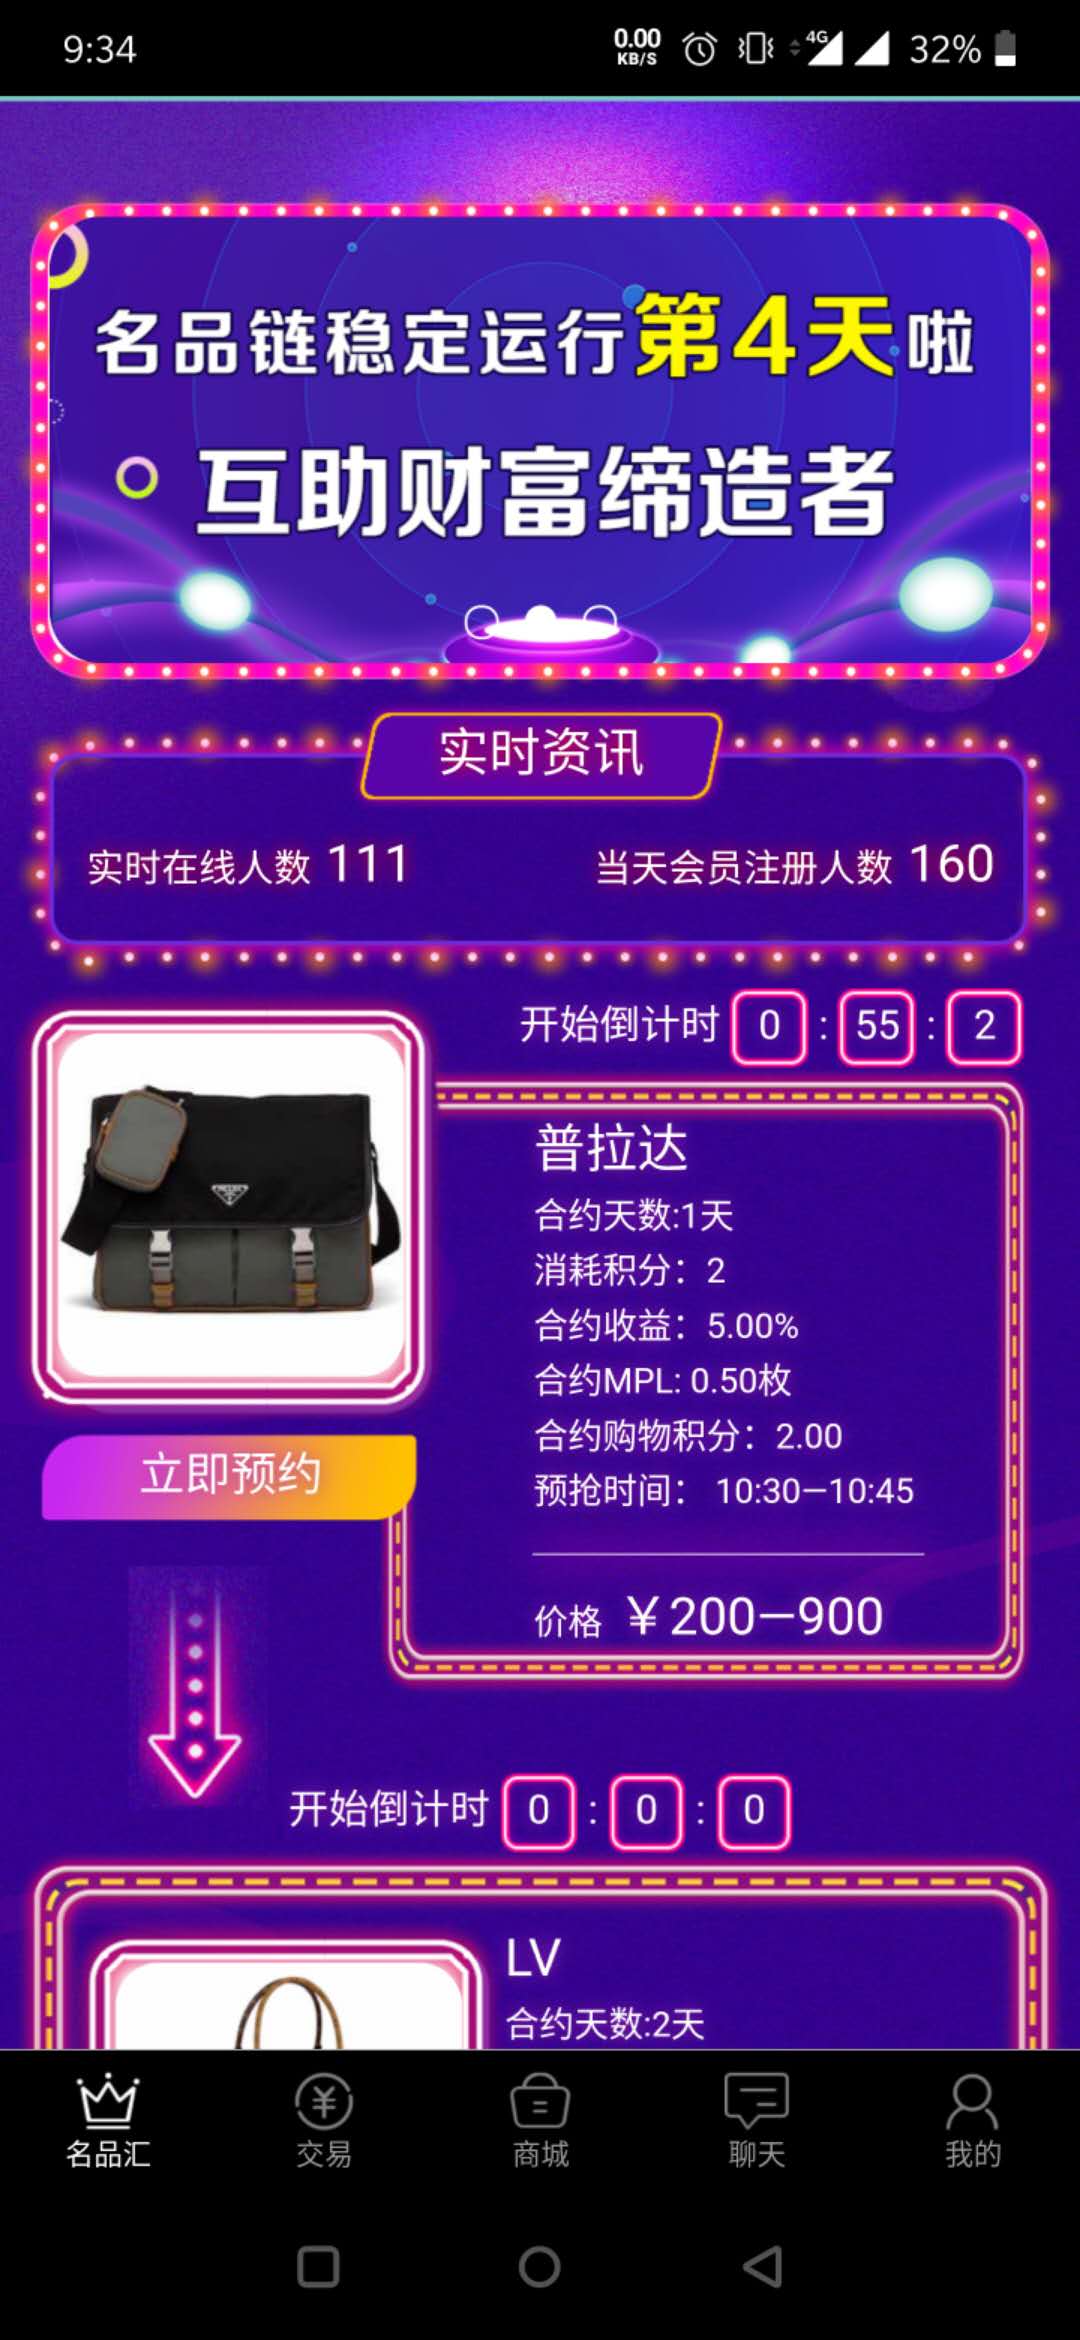 9:34
0.00
KB/S
4G
32%
名品链稳定运行第4天啦
互助财富缔造者
实时资讯
实时在线人数 111
当天会员注册人数 160
开始倒计时 0 : 55 : 2
普拉达
合约天数:1天
消耗积分：2
合约收益：5.00%
合约MPL: 0.50枚
合约购物积分：2.00
预抢时间： 10:30—10:45
立即预约
价格 ￥200—900
开始倒计时 0 : 0 : 0
LV
合约天数:2天
名品汇
交易
商城
聊天
我的